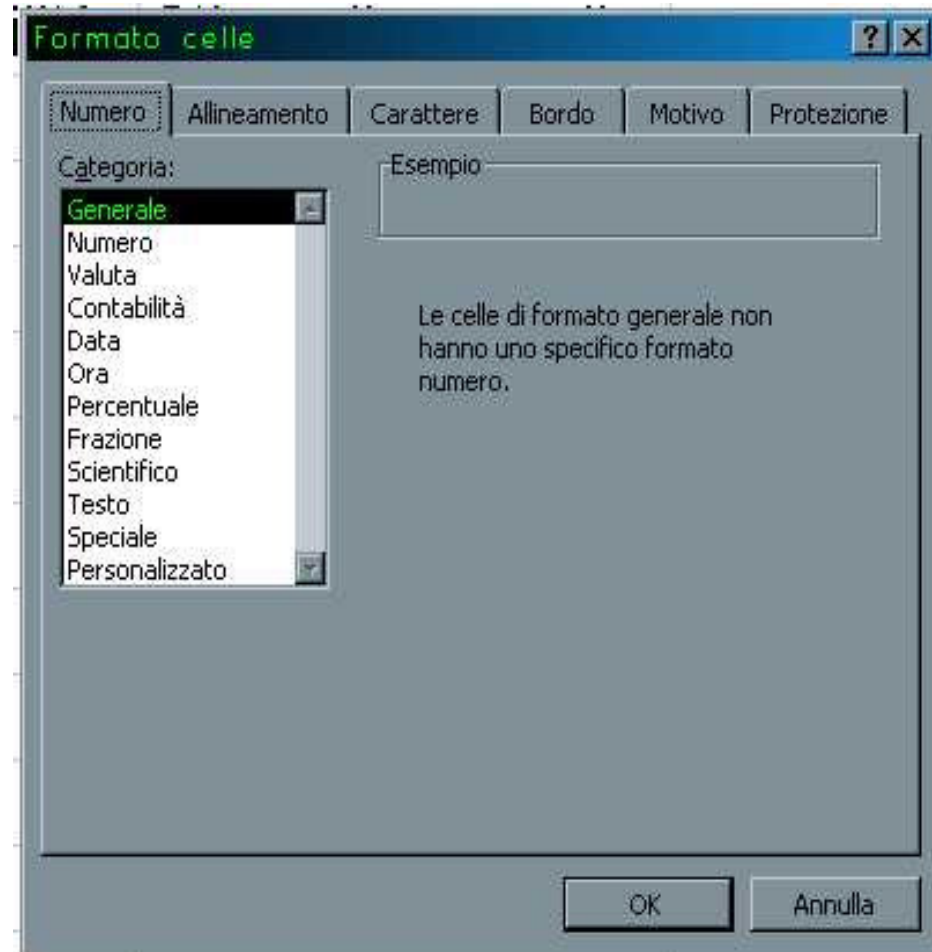 Formato celle
Numero Allineamento Carattere Bordo Motivo Protezione
Categoria:
Generale
Numero
Valuta
Contabilità
Data
Ora
Percentuale
Frazione
Scientifico
Testo
Speciale
Personalizzato
Esempio
Le celle di formato generale non
hanno uno specifico formato
numero.
OK Annulla